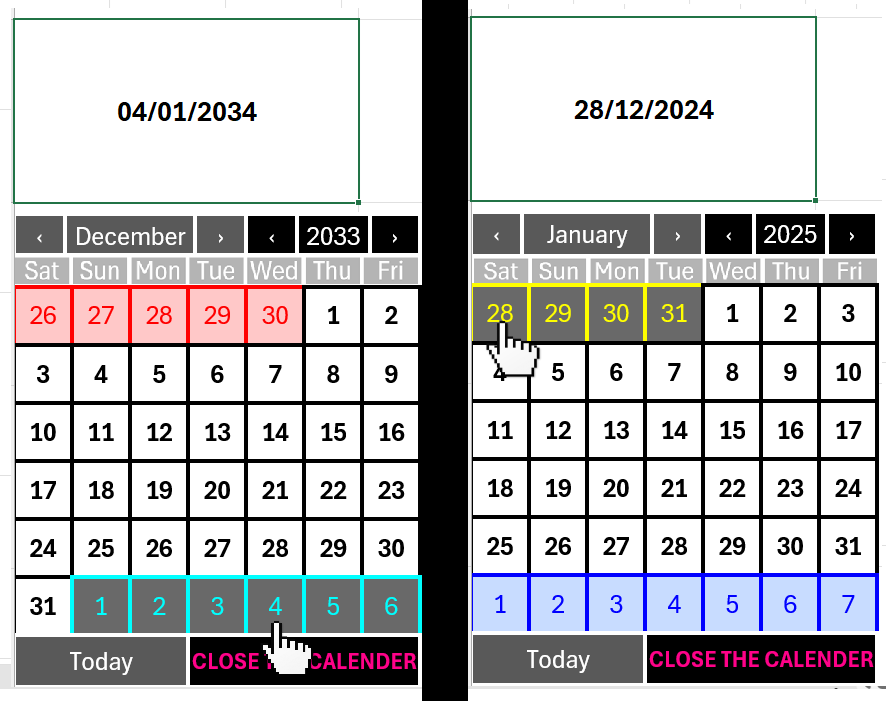 04/01/2034
‹ December › ‹ 2033 ›
Sat Sun Mon Tue Wed Thu Fri
26 27 28 29 30 1 2
3 4 5 6 7 8 9
10 11 12 13 14 15 16
17 18 19 20 21 22 23
24 25 26 27 28 29 30
31 1 2 3 4 5 6
Today CLOSE CALENDER
28/12/2024
‹ January › ‹ 2025 ›
Sat Sun Mon Tue Wed Thu Fri
28 29 30 31 1 2 3
4 5 6 7 8 9 10
11 12 13 14 15 16 17
18 19 20 21 22 23 24
25 26 27 28 29 30 31
1 2 3 4 5 6 7
Today CLOSE THE CALENDER